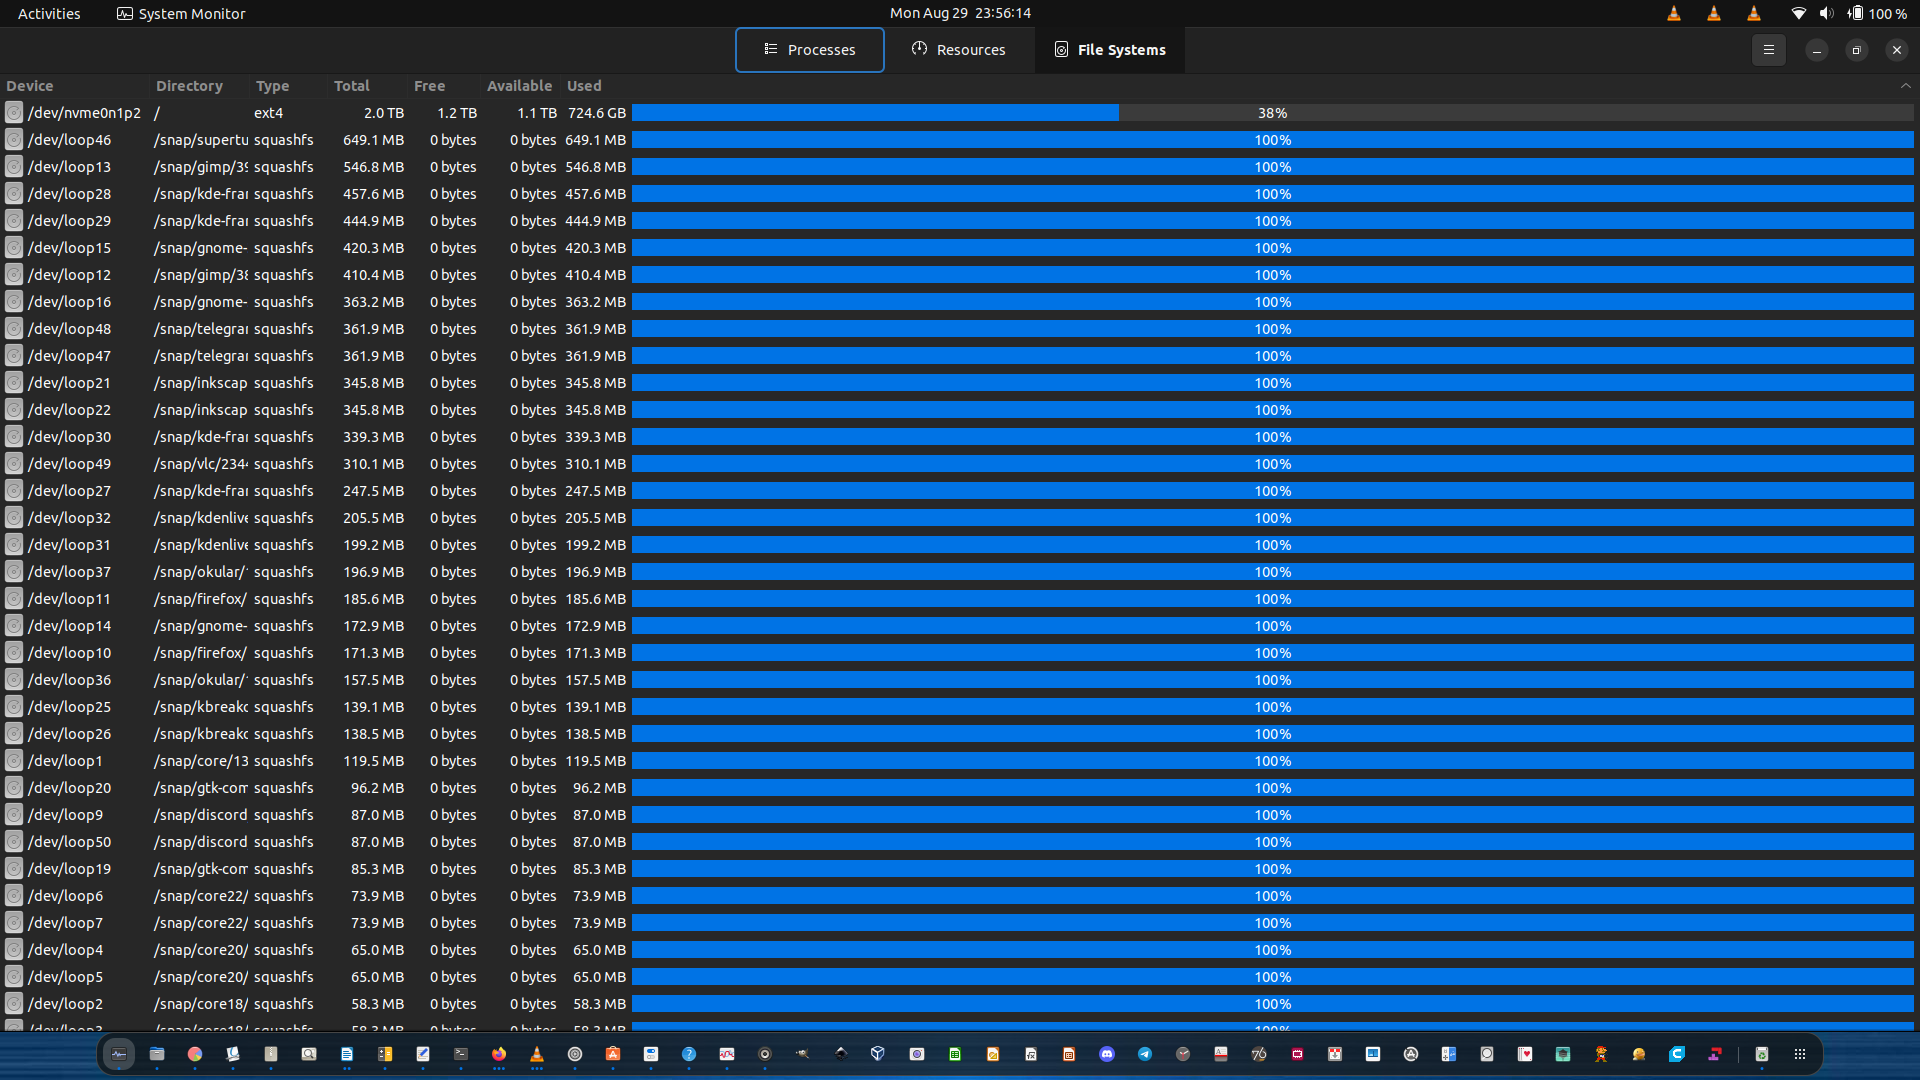 Activities System Monitor Mon Aug 29 23:56:14 100 %
Processes Resources File Systems
Device Directory Type Total Free Available Used
/dev/nvme0n1p2 / ext4 2.0 TB 1.2 TB 1.1 TB 724.6 GB 38%
/dev/loop46 /snap/supertu squashfs 649.1 MB 0 bytes 0 bytes 649.1 MB 100%
/dev/loop13 /snap/gimp/39 squashfs 546.8 MB 0 bytes 0 bytes 546.8 MB 100%
/dev/loop28 /snap/kde-frar squashfs 457.6 MB 0 bytes 0 bytes 457.6 MB 100%
/dev/loop29 /snap/kde-frar squashfs 444.9 MB 0 bytes 0 bytes 444.9 MB 100%
/dev/loop15 /snap/gnome- squashfs 420.3 MB 0 bytes 0 bytes 420.3 MB 100%
/dev/loop12 /snap/gimp/38 squashfs 410.4 MB 0 bytes 0 bytes 410.4 MB 100%
/dev/loop16 /snap/gnome- squashfs 363.2 MB 0 bytes 0 bytes 363.2 MB 100%
/dev/loop48 /snap/telegrar squashfs 361.9 MB 0 bytes 0 bytes 361.9 MB 100%
/dev/loop47 /snap/telegrar squashfs 361.9 MB 0 bytes 0 bytes 361.9 MB 100%
/dev/loop21 /snap/inkscap squashfs 345.8 MB 0 bytes 0 bytes 345.8 MB 100%
/dev/loop22 /snap/inkscap squashfs 345.8 MB 0 bytes 0 bytes 345.8 MB 100%
/dev/loop30 /snap/kde-frar squashfs 339.3 MB 0 bytes 0 bytes 339.3 MB 100%
/dev/loop49 /snap/vlc/2344 squashfs 310.1 MB 0 bytes 0 bytes 310.1 MB 100%
/dev/loop27 /snap/kde-frar squashfs 247.5 MB 0 bytes 0 bytes 247.5 MB 100%
/dev/loop32 /snap/kdenlive squashfs 205.5 MB 0 bytes 0 bytes 205.5 MB 100%
/dev/loop31 /snap/kdenlive squashfs 199.2 MB 0 bytes 0 bytes 199.2 MB 100%
/dev/loop37 /snap/okular/ squashfs 196.9 MB 0 bytes 0 bytes 196.9 MB 100%
/dev/loop11 /snap/firefox/ squashfs 185.6 MB 0 bytes 0 bytes 185.6 MB 100%
/dev/loop14 /snap/gnome- squashfs 172.9 MB 0 bytes 0 bytes 172.9 MB 100%
/dev/loop10 /snap/firefox/ squashfs 171.3 MB 0 bytes 0 bytes 171.3 MB 100%
/dev/loop36 /snap/okular/ squashfs 157.5 MB 0 bytes 0 bytes 157.5 MB 100%
/dev/loop25 /snap/kbreako squashfs 139.1 MB 0 bytes 0 bytes 139.1 MB 100%
/dev/loop26 /snap/kbreako squashfs 138.5 MB 0 bytes 0 bytes 138.5 MB 100%
/dev/loop1 /snap/core/13 squashfs 119.5 MB 0 bytes 0 bytes 119.5 MB 100%
/dev/loop20 /snap/gtk-com squashfs 96.2 MB 0 bytes 0 bytes 96.2 MB 100%
/dev/loop9 /snap/discord squashfs 87.0 MB 0 bytes 0 bytes 87.0 MB 100%
/dev/loop50 /snap/discord squashfs 87.0 MB 0 bytes 0 bytes 87.0 MB 100%
/dev/loop19 /snap/gtk-com squashfs 85.3 MB 0 bytes 0 bytes 85.3 MB 100%
/dev/loop6 /snap/core22/ squashfs 73.9 MB 0 bytes 0 bytes 73.9 MB 100%
/dev/loop7 /snap/core22/ squashfs 73.9 MB 0 bytes 0 bytes 73.9 MB 100%
/dev/loop4 /snap/core20/ squashfs 65.0 MB 0 bytes 0 bytes 65.0 MB 100%
/dev/loop5 /snap/core20/ squashfs 65.0 MB 0 bytes 0 bytes 65.0 MB 100%
/dev/loop2 /snap/core18/ squashfs 58.3 MB 0 bytes 0 bytes 58.3 MB 100%
/dev/loop3 /snap/core18/ squashfs 58.3 MB 0 bytes 0 bytes 58.3 MB 100%